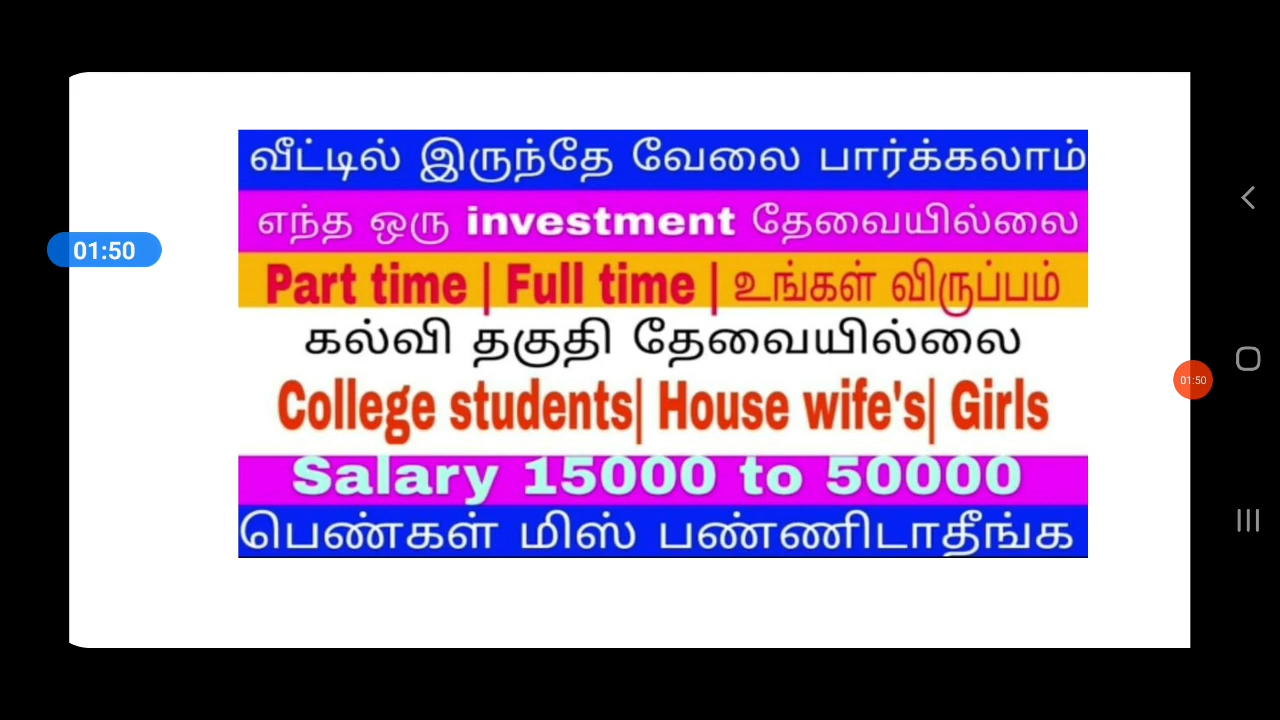 வீட்டில் இருந்தே வேலை பார்க்கலாம்
எந்த ஒரு investment தேவையில்லை
Part time | Full time | உங்கள் விருப்பம்
கல்வி தகுதி தேவையில்லை
College students| House wife's| Girls
Salary 15000 to 50000
பெண்கள் மிஸ் பண்ணிடாதீங்க
01:50
01:50